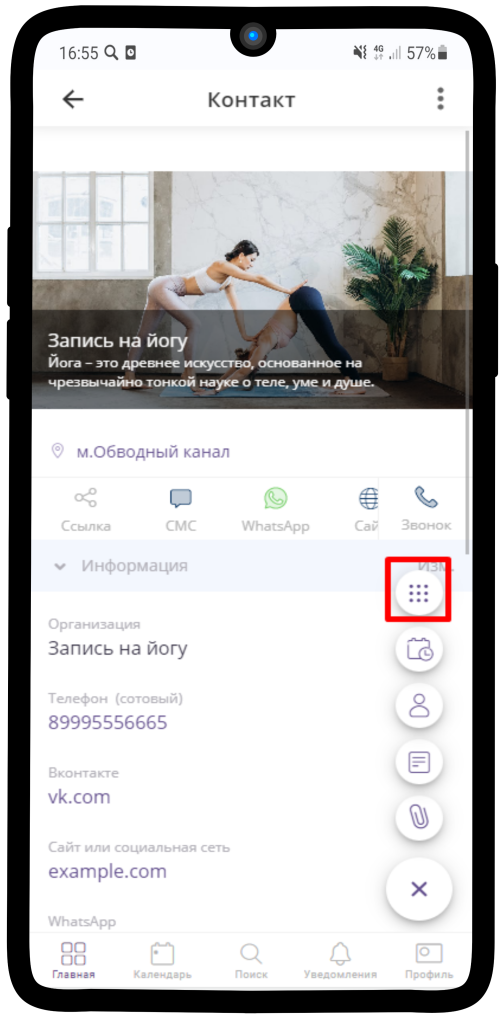 16:55
4G
57%
Контакт
Запись на йогу
Йога – это древнее искусство, основанное на
чрезвычайно тонкой науке о теле, уме и душе.
м.Обводный канал
Ссылка
СМС
WhatsApp
Сай
Звонок
Информация
Изм.
Организация
Запись на йогу
Телефон (сотовый)
89995556665
Вконтакте
vk.com
Сайт или социальная сеть
example.com
WhatsApp
Главная
Календарь
Поиск
Уведомления
Профиль